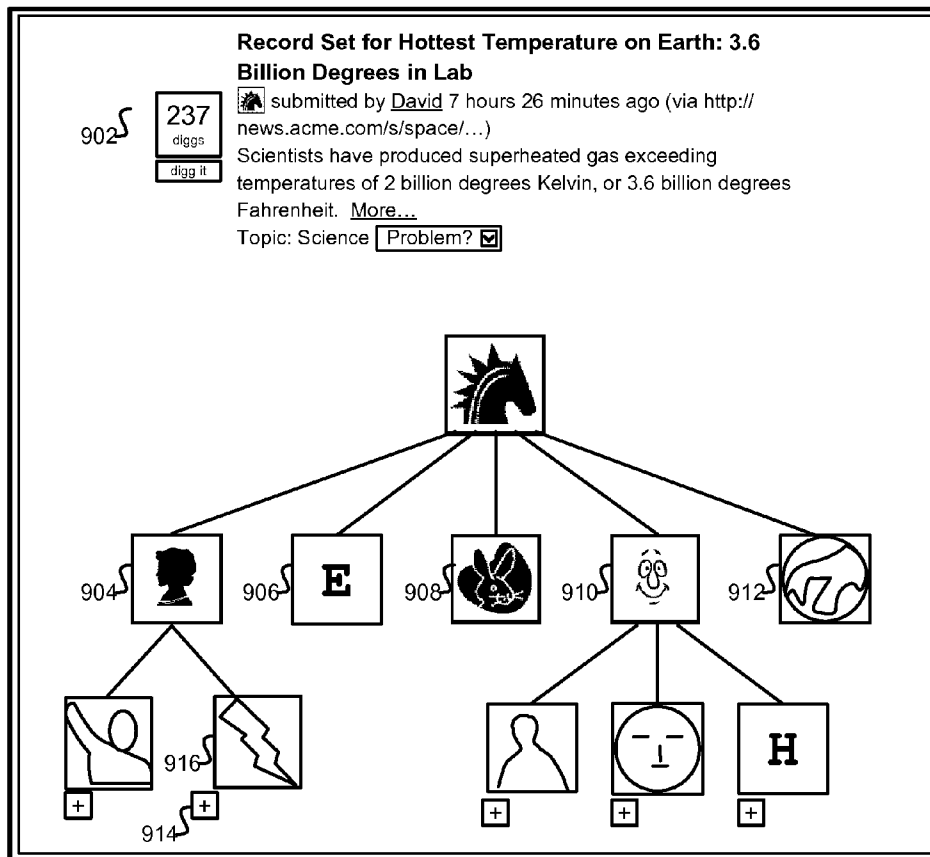 Record Set for Hottest Temperature on Earth: 3.6
Billion Degrees in Lab
submitted by David 7 hours 26 minutes ago (via http://
news.acme.com/s/space/...)
Scientists have produced superheated gas exceeding
temperatures of 2 billion degrees Kelvin, or 3.6 billion degrees
Fahrenheit. More...
Topic: Science Problem?
902
237
diggs
digg it
904
906
E
908
910
912
916
H
+
+
+
+
+
914